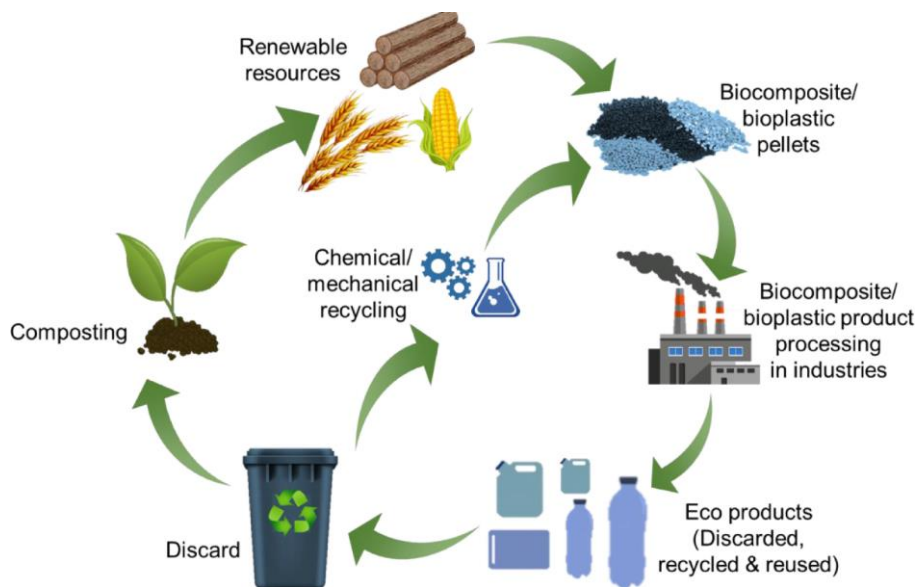 Renewable
resources
Biocomposite/
bioplastic
pellets
Chemical/
mechanical
recycling
Composting
Biocomposite/
bioplastic product
processing
in industries
Discard
Eco products
(Discarded,
recycled & reused)